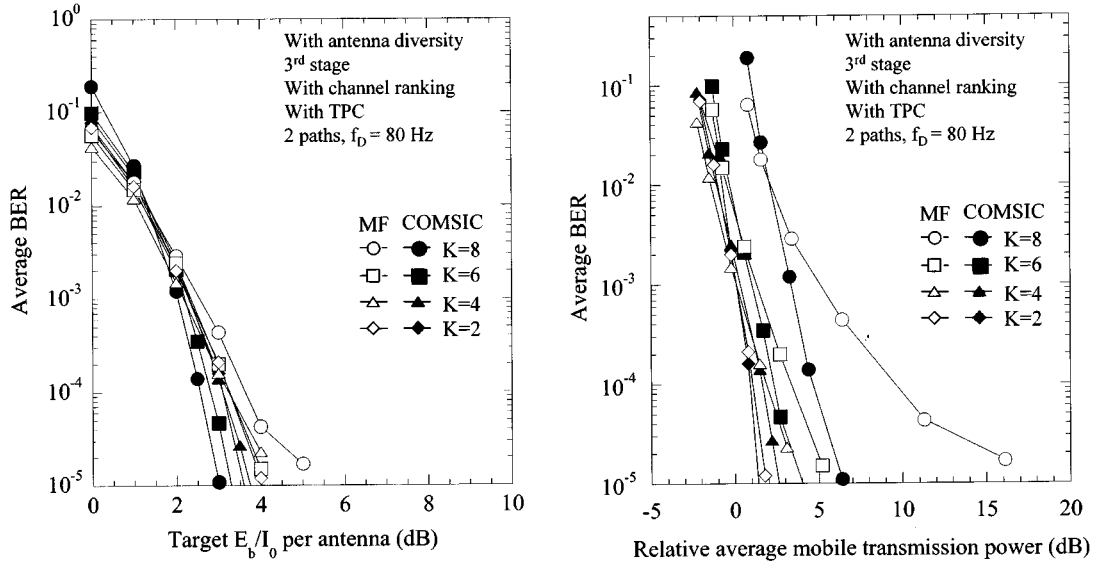 10^0
10^-1
10^-2
10^-3
10^-4
10^-5
Average BER
With antenna diversity
3rd stage
With channel ranking
With TPC
2 paths, f_D = 80 Hz
MF COMSIC
K=8
K=6
K=4
K=2
0 2 4 6 8 10
Target E_b/I_0 per antenna (dB)
10^0
10^-1
10^-2
10^-3
10^-4
10^-5
Average BER
With antenna diversity
3rd stage
With channel ranking
With TPC
2 paths, f_D = 80 Hz
MF COMSIC
K=8
K=6
K=4
K=2
-5 0 5 10 15 20
Relative average mobile transmission power (dB)